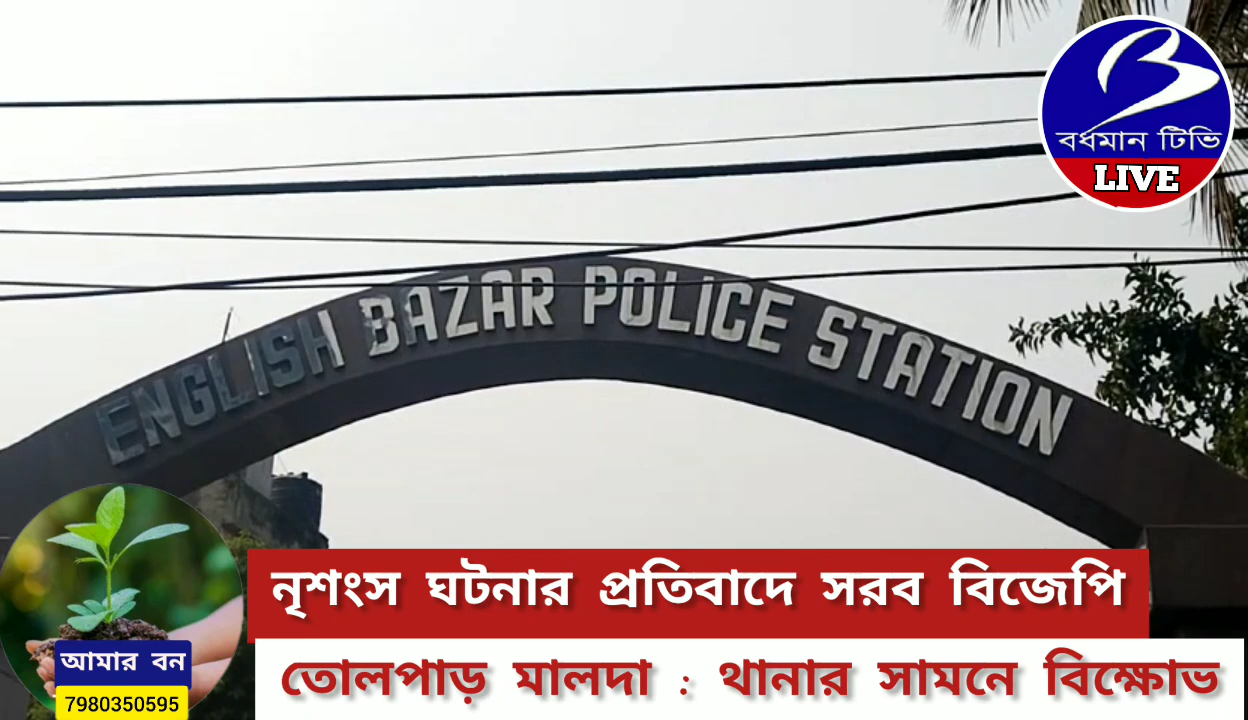 বর্ধমান টিভি
LIVE
ENGLISH BAZAR POLICE STATION
নৃশংস ঘটনার প্রতিবাদে সরব বিজেপি
আমার বন
7980350595
তোলপাড় মালদা : থানার সামনে বিক্ষোভ